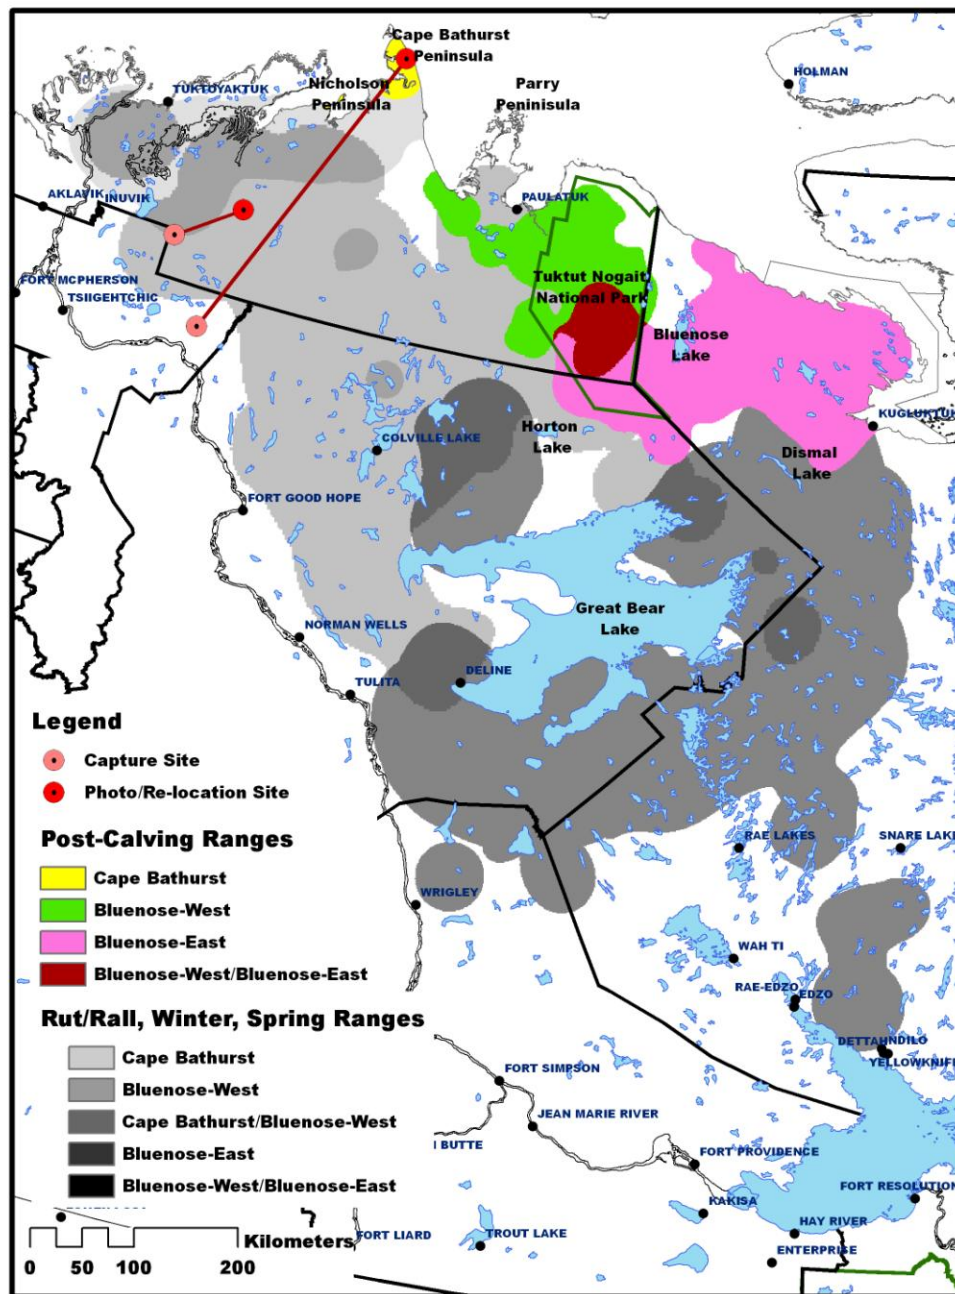 Cape Bathurst
Peninsula
HOLMAN
TUKTOYAKTUK
Nicholson
Peninsula
Parry
Peninisula
AKLAVIK
INUVIK
PAULATUK
FORT MCPHERSON
TSIIGEHTCHIC
Tuktut Nogait
National Park
Bluenose
Lake
KUGLUKTUK
Horton
Lake
COLVILLE LAKE
Dismal
Lake
FORT GOOD HOPE
Great Bear
Lake
NORMAN WELLS
DELINE
TULITA
Legend
Capture Site
Photo/Re-location Site
Post-Calving Ranges
Cape Bathurst
Bluenose-West
Bluenose-East
Bluenose-West/Bluenose-East
RAE LAKES
SNARE LAKE
WRIGLEY
WAH TI
RAE-EDZO
EDZO
Rut/Rall, Winter, Spring Ranges
Cape Bathurst
Bluenose-West
Cape Bathurst/Bluenose-West
Bluenose-East
Bluenose-West/Bluenose-East
DETTAH
NDILO
YELLOWKNIFE
FORT SIMPSON
JEAN MARIE RIVER
BUTTE
FORT PROVIDENCE
FORT RESOLUTION
KAKISA
HAY RIVER
Kilometers
FORT LIARD
TROUT LAKE
ENTERPRISE
0 50 100 200